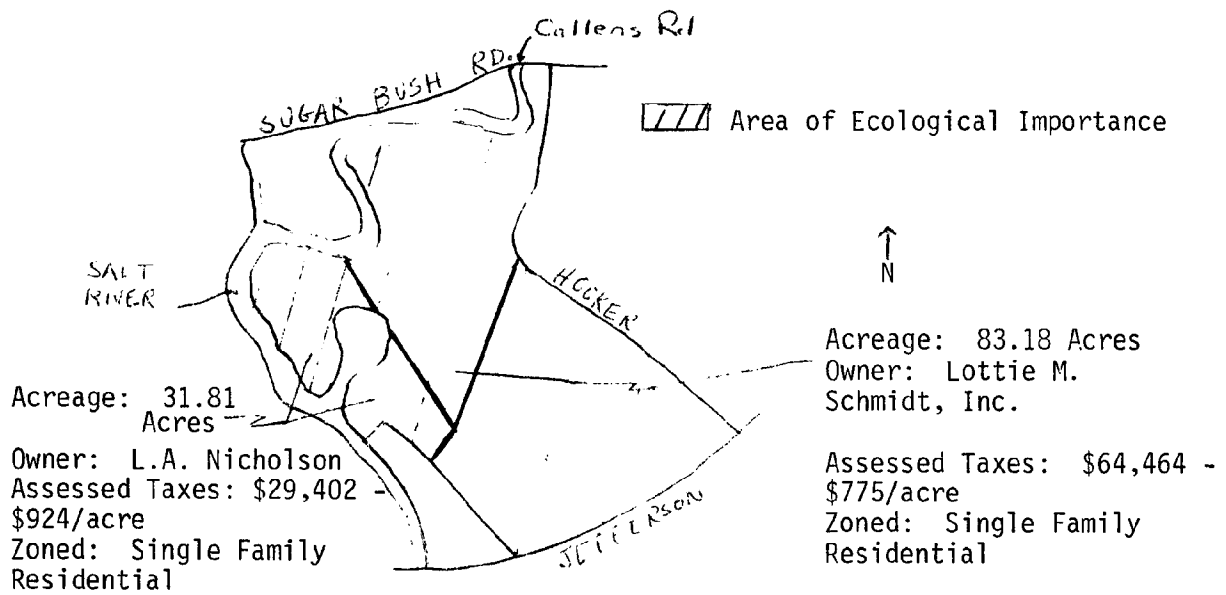 Callens Rd
SUGAR BUSH RD.
Area of Ecological Importance
N
SALT
RIVER
HOOKER
Acreage: 83.18 Acres
Owner: Lottie M.
Schmidt, Inc.
Assessed Taxes: $64,464 -
$775/acre
Zoned: Single Family
Residential
Acreage: 31.81
Acres
Owner: L.A. Nicholson
Assessed Taxes: $29,402 -
$924/acre
Zoned: Single Family
Residential
JEFFERSON